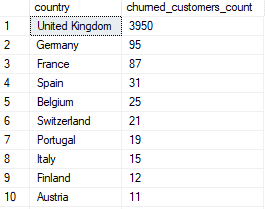 country churned_customers_count
1 United Kingdom 3950
2 Germany 95
3 France 87
4 Spain 31
5 Belgium 25
6 Switzerland 21
7 Portugal 19
8 Italy 15
9 Finland 12
10 Austria 11